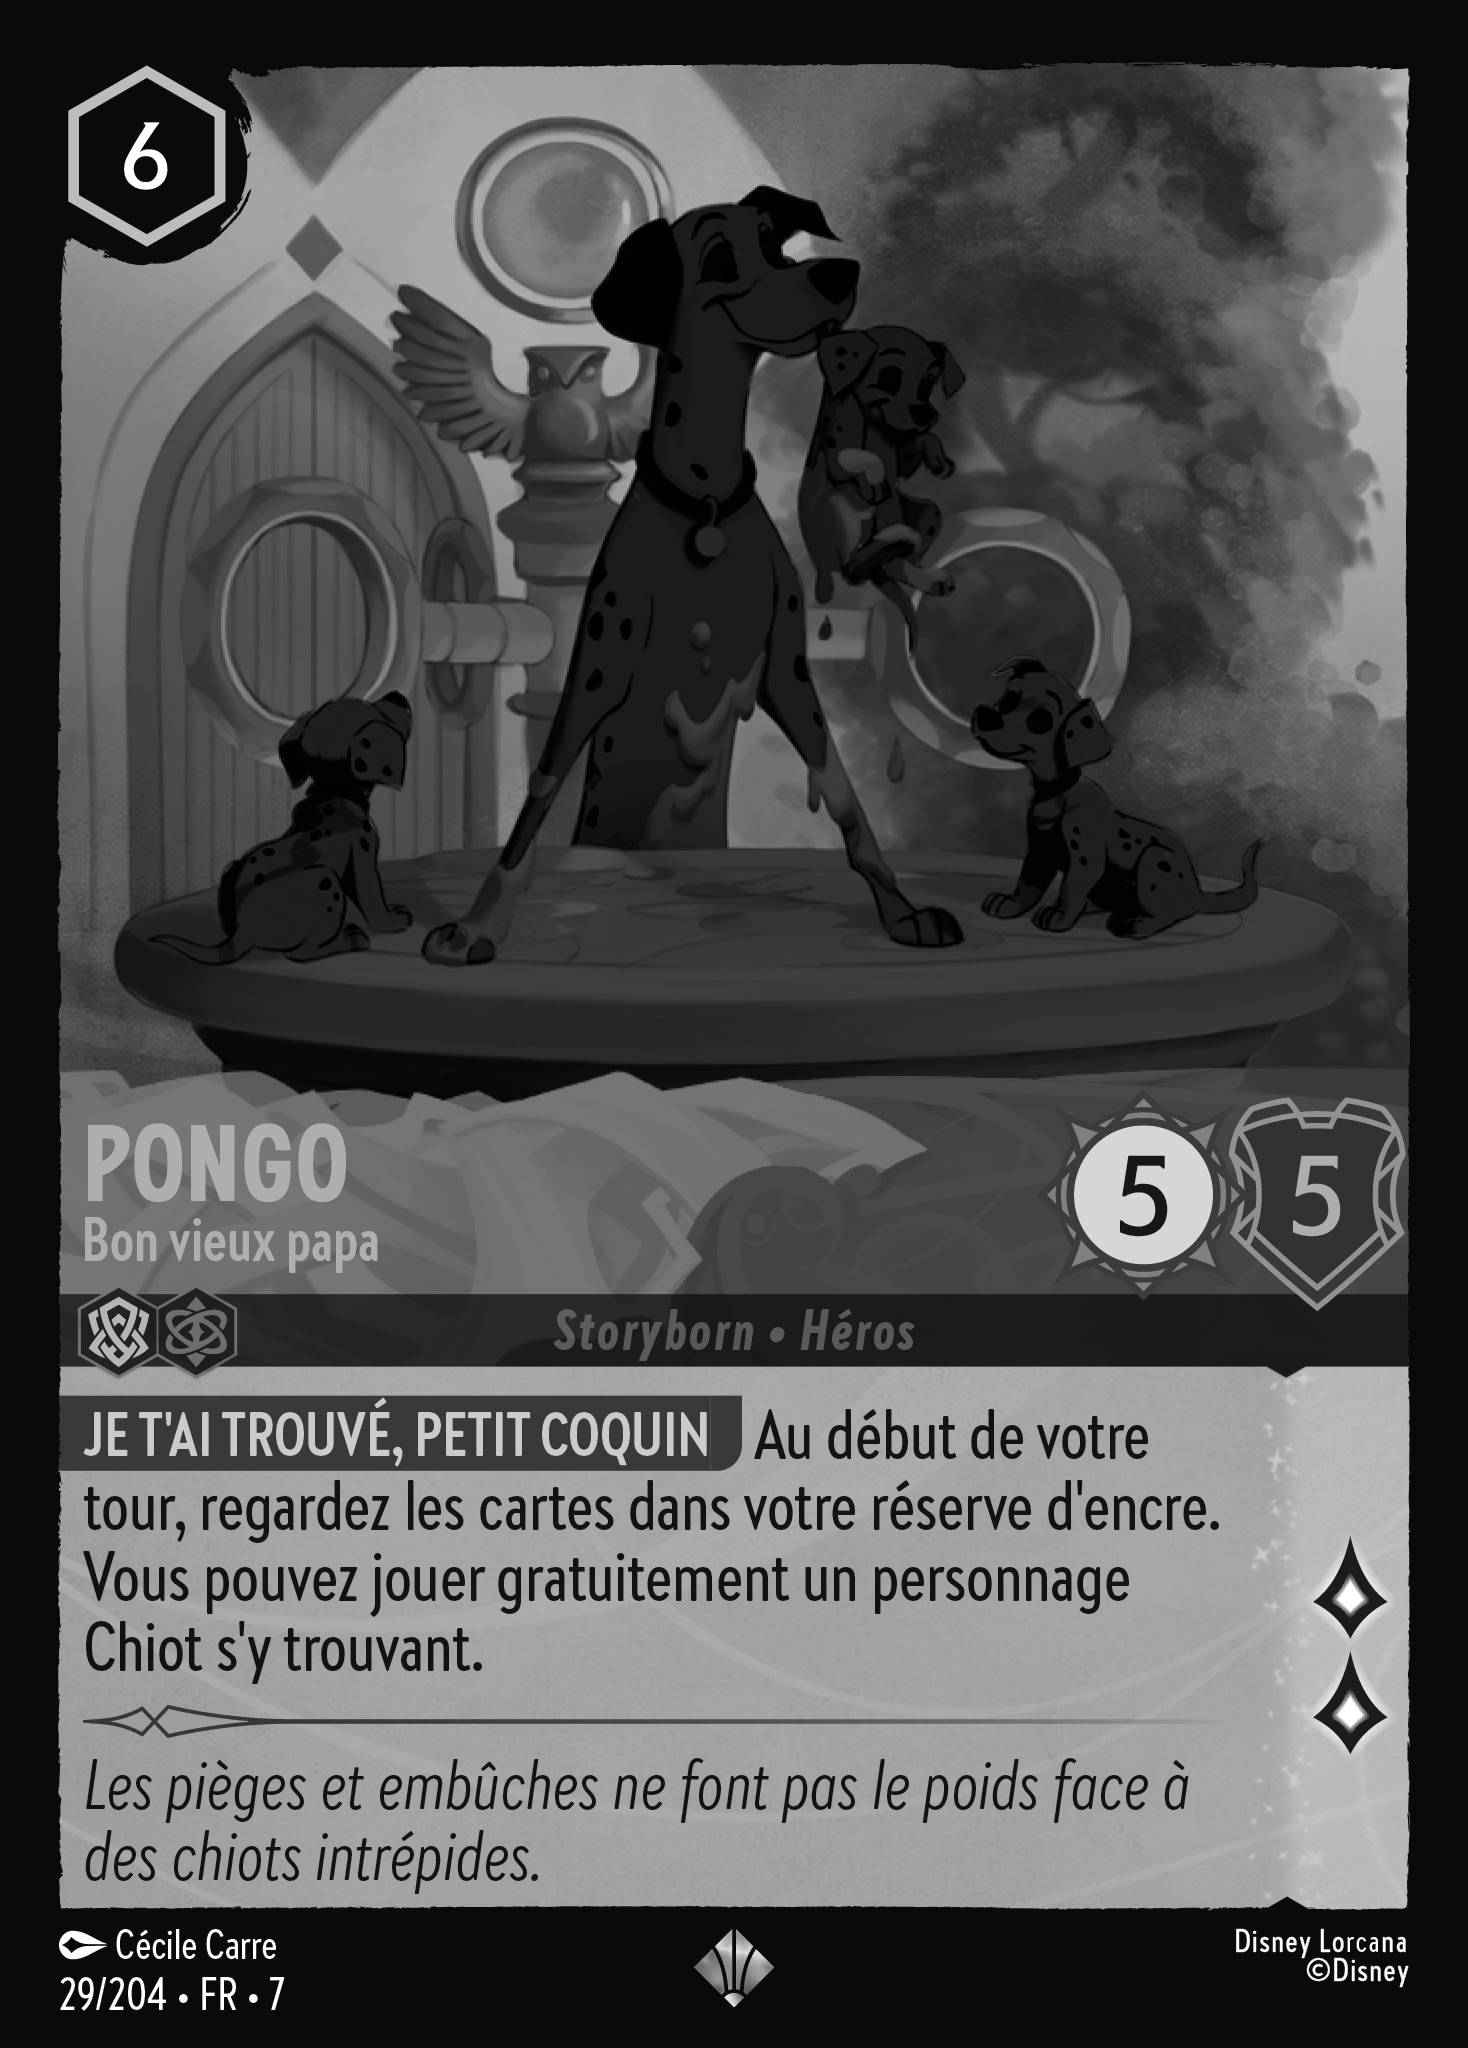 6
PONGO
Bon vieux papa
5
5
Storyborn • Héros
JE T'AI TROUVÉ, PETIT COQUIN Au début de votre
tour, regardez les cartes dans votre réserve d'encre.
Vous pouvez jouer gratuitement un personnage
Chiot s'y trouvant.
Les pièges et embûches ne font pas le poids face à
des chiots intrépides.
Cécile Carre
29/204 • FR • 7
Disney Lorcana
©Disney